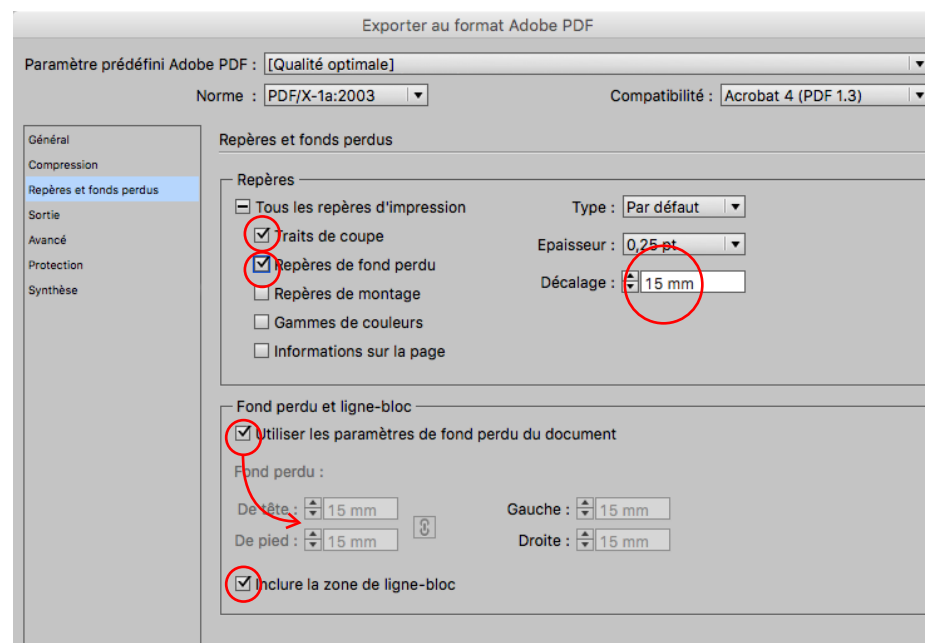 Exporter au format Adobe PDF
Paramètre prédéfini Adobe PDF : [Qualité optimale]
Norme : PDF/X-1a:2003 Compatibilité : Acrobat 4 (PDF 1.3)
Général
Compression
Repères et fonds perdus
Sortie
Avancé
Protection
Synthèse
Repères et fonds perdus
Repères
Tous les repères d'impression
Traits de coupe
Repères de fond perdu
Repères de montage
Gammes de couleurs
Informations sur la page
Type : Par défaut
Epaisseur : 0,25 pt
Décalage : 15 mm
Fond perdu et ligne-bloc
Utiliser les paramètres de fond perdu du document
Fond perdu :
De tête : 15 mm Gauche : 15 mm
De pied : 15 mm Droite : 15 mm
Inclure la zone de ligne-bloc